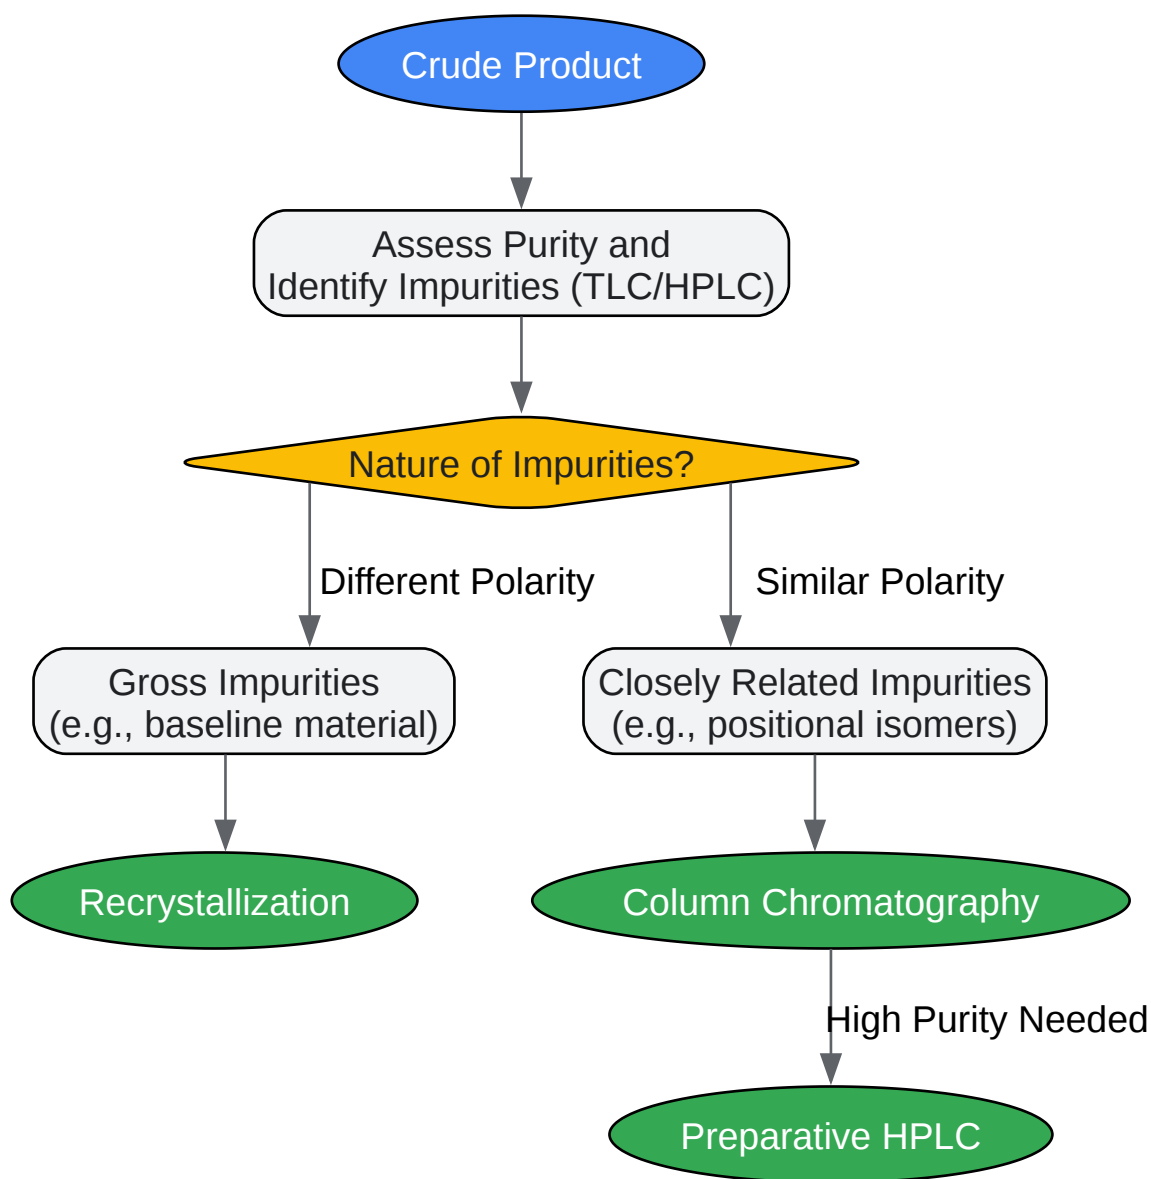 Crude Product
Assess Purity and
Identify Impurities (TLC/HPLC)
Nature of Impurities?
Different Polarity
Similar Polarity
Gross Impurities
(e.g., baseline material)
Closely Related Impurities
(e.g., positional isomers)
Recrystallization
Column Chromatography
High Purity Needed
Preparative HPLC